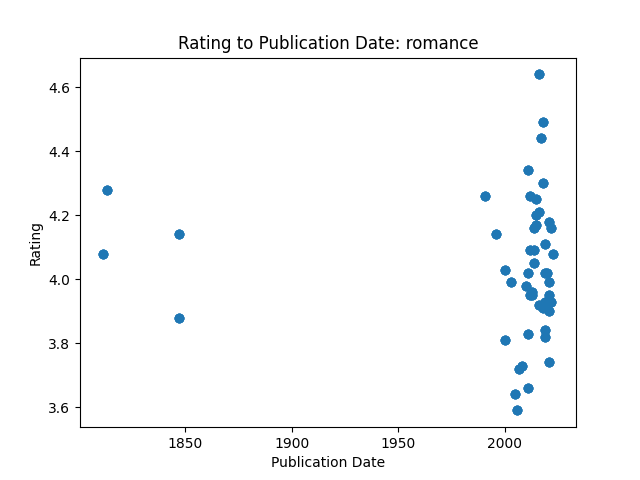 Rating to Publication Date: romance
4.6
4.4
4.2
4.0
3.8
3.6
Rating
1850 1900 1950 2000
Publication Date